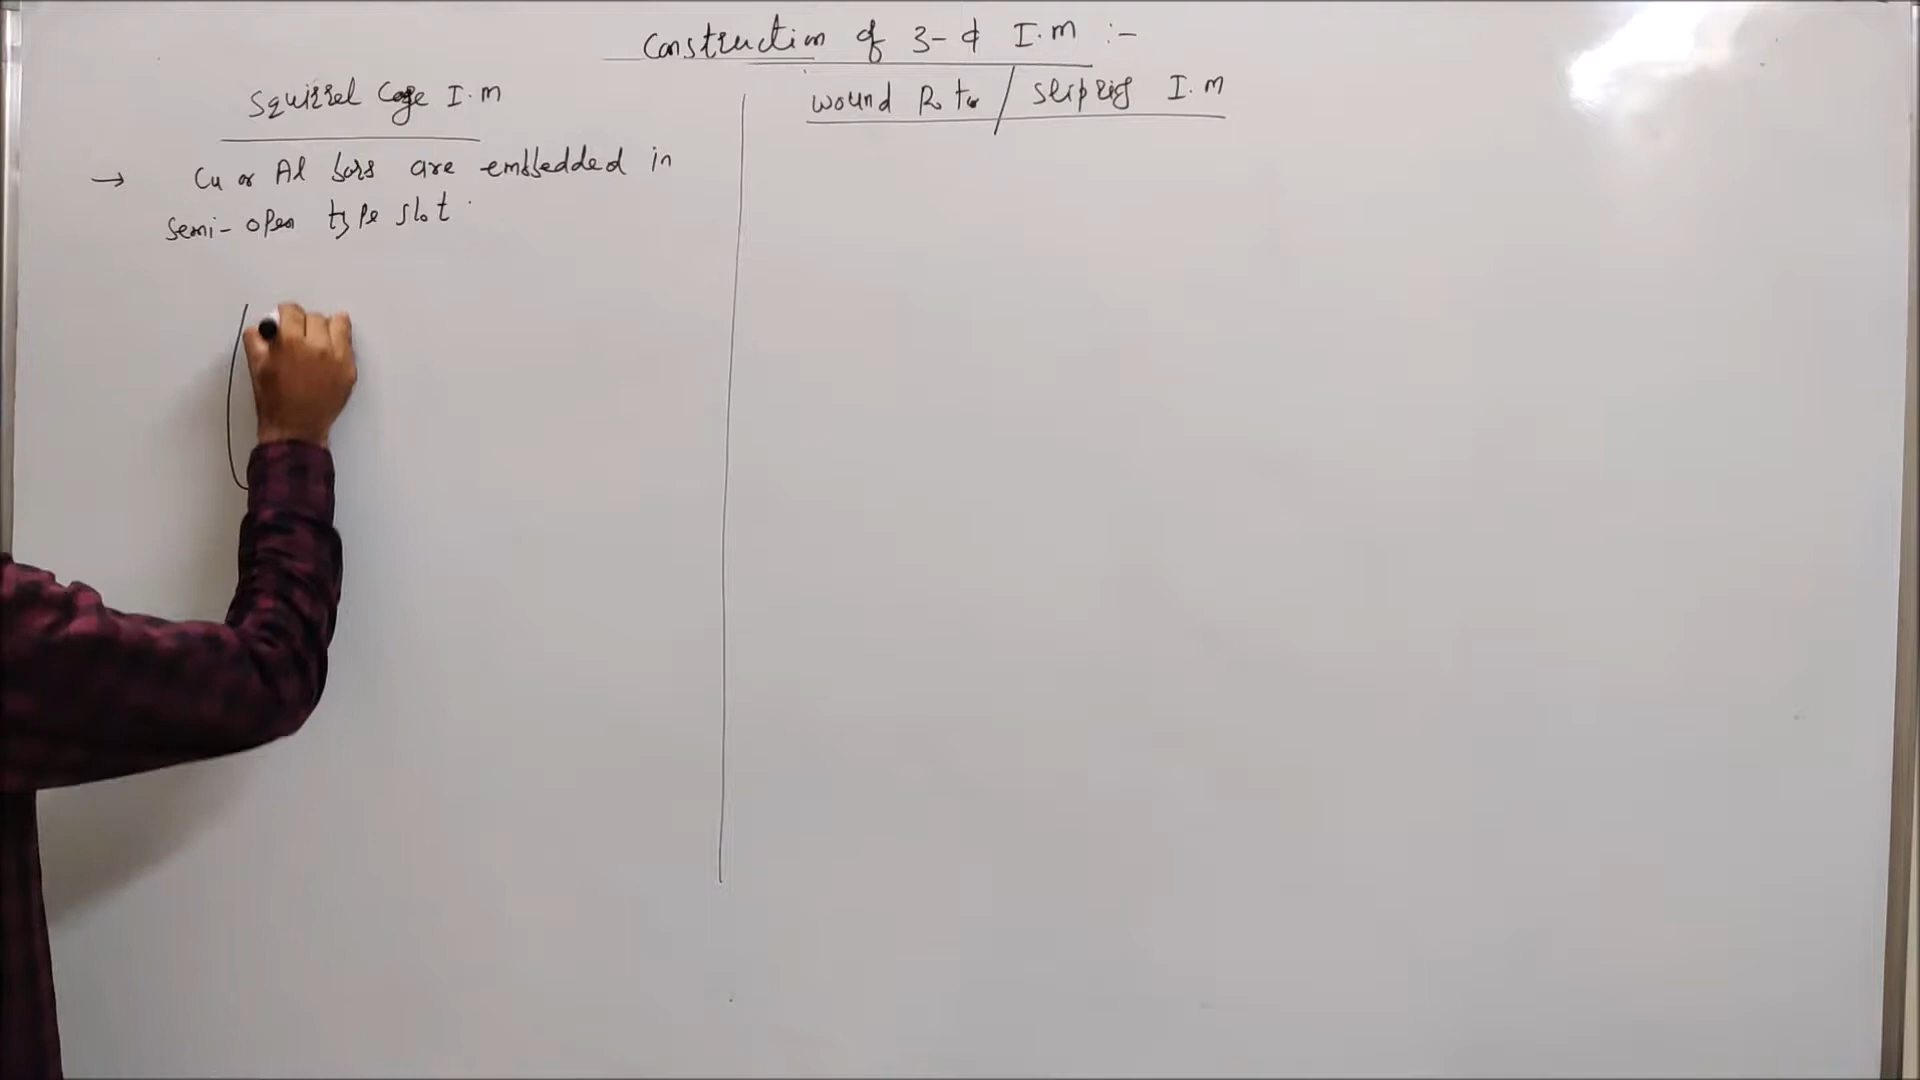 Construction of 3-ϕ I.m :-
Squirrel Cage I.m
→ Cu or Al bars are embedded in
semi-open type slot.
wound Rotor / slipring I.m